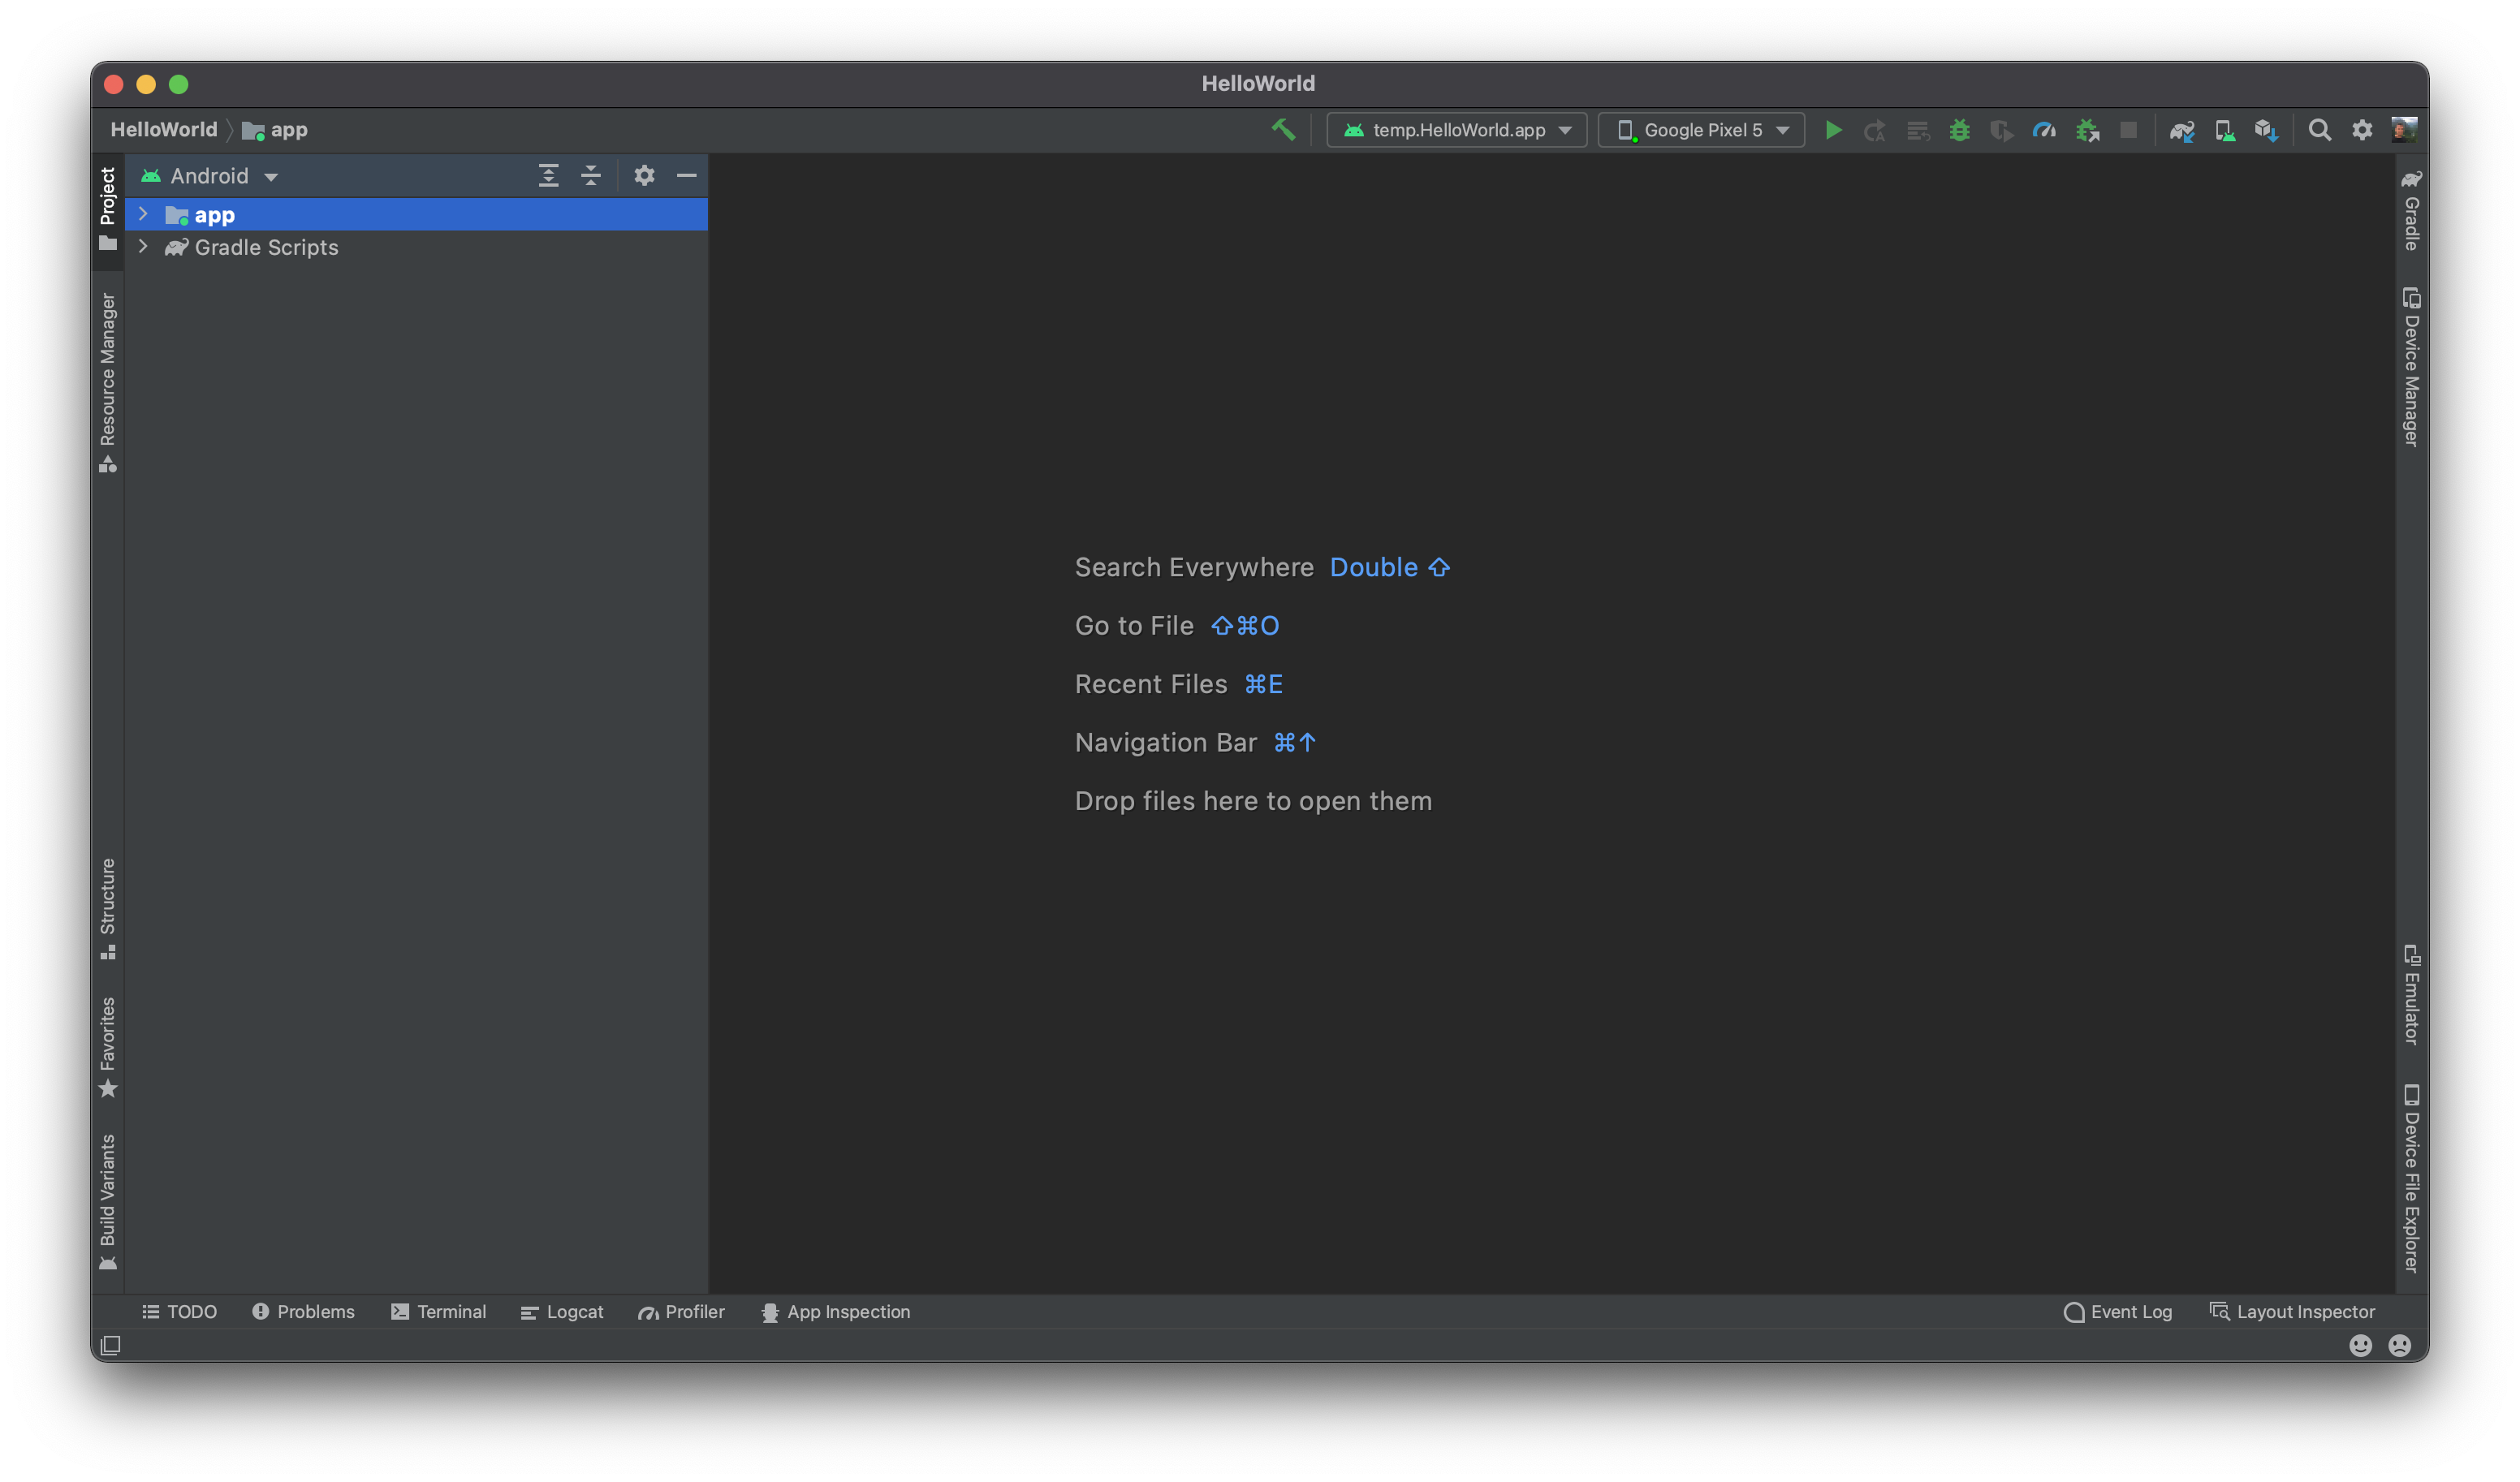 HelloWorld
HelloWorld app
temp.HelloWorld.app
Google Pixel 5
Project
Resource Manager
Structure
Favorites
Build Variants
Android
app
Gradle Scripts
Search Everywhere Double ⇧
Go to File ⇧⌘O
Recent Files ⌘E
Navigation Bar ⌘↑
Drop files here to open them
Gradle
Device Manager
Emulator
Device File Explorer
TODO Problems Terminal Logcat Profiler App Inspection Event Log Layout Inspector